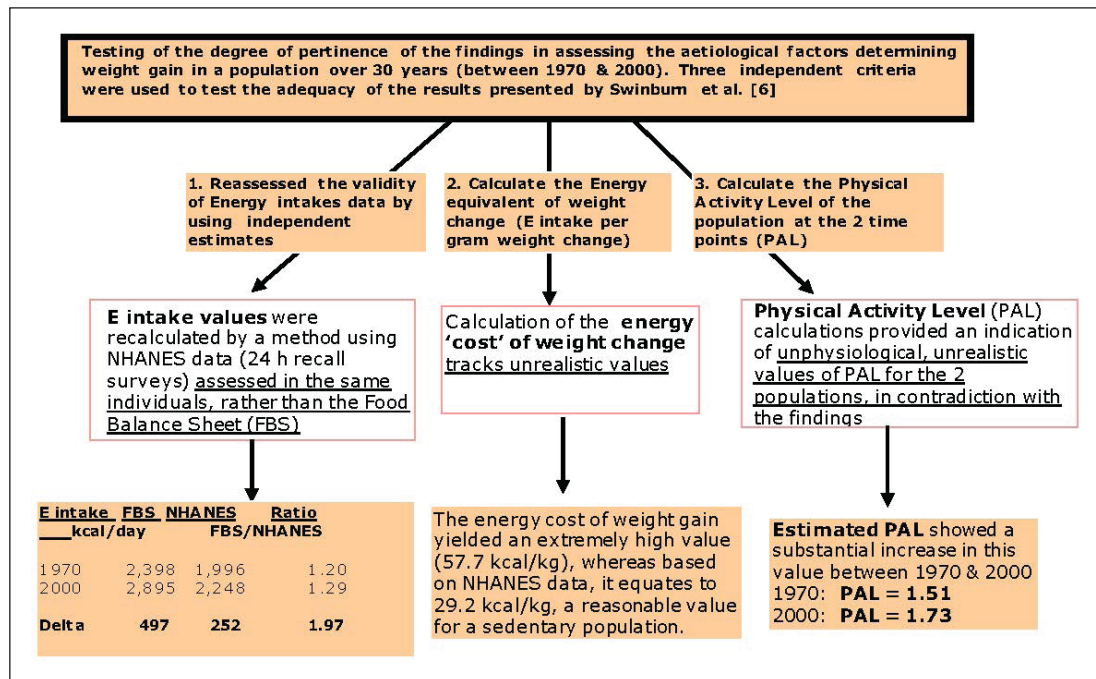 Testing of the degree of pertinence of the findings in assessing the aetiological factors determining
weight gain in a population over 30 years (between 1970 & 2000). Three independent criteria
were used to test the adequacy of the results presented by Swinburn et al. [6]
1. Reassessed the validity
of Energy intakes data by
using independent
estimates
2. Calculate the Energy
equivalent of weight
change (E intake per
gram weight change)
3. Calculate the Physical
Activity Level of the
population at the 2 time
points (PAL)
E intake values were
recalculated by a method using
NHANES data (24 h recall
surveys) assessed in the same
individuals, rather than the Food
Balance Sheet (FBS)
Calculation of the energy
‘cost’ of weight change
tracks unrealistic values
Physical Activity Level (PAL)
calculations provided an indication
of unphysiological, unrealistic
values of PAL for the 2
populations, in contradiction with
the findings
E intake FBS NHANES Ratio
kcal/day FBS/NHANES
1970 2,398 1,996 1.20
2000 2,895 2,248 1.29
Delta 497 252 1.97
The energy cost of weight gain
yielded an extremely high value
(57.7 kcal/kg), whereas based
on NHANES data, it equates to
29.2 kcal/kg, a reasonable value
for a sedentary population.
Estimated PAL showed a
substantial increase in this
value between 1970 & 2000
1970: PAL = 1.51
2000: PAL = 1.73